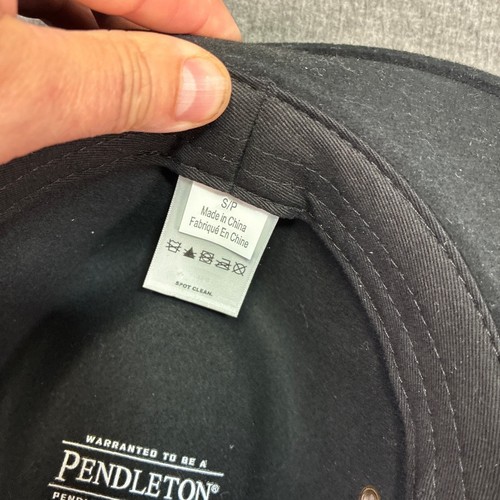 S/P
Made in China
Fabriqué En Chine
SPOT CLEAN.
WARRANTED TO BE A
PENDLETON®